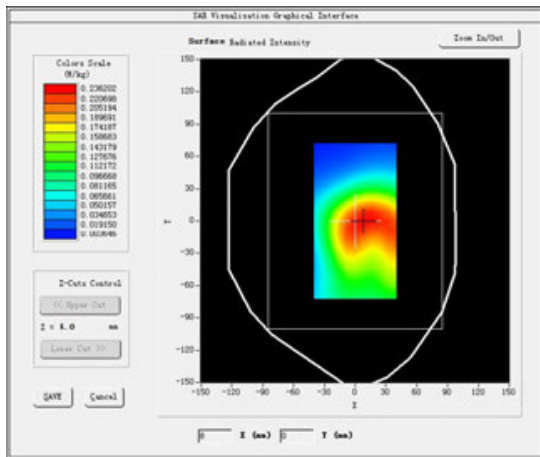 SAR Visualisation Graphical Interface
Surface Radiated Intensity
Zoom In/Out
Colors Scale
(W/kg)
0.236202
0.220698
0.205194
0.189691
0.174187
0.158683
0.143179
0.127676
0.112172
0.096668
0.081165
0.065661
0.050157
0.034653
0.019150
0.003646
Z-Cuts Control
<< Upper Cut
Z = 4.0 mm
Lower Cut >>
SAVE
Cancel
150
120
90
60
30
0
-30
-60
-90
-120
-150
Y
-150 -120 -90 -60 -30 0 30 60 90 120 150
X
8 X (mm) 0 Y (mm)